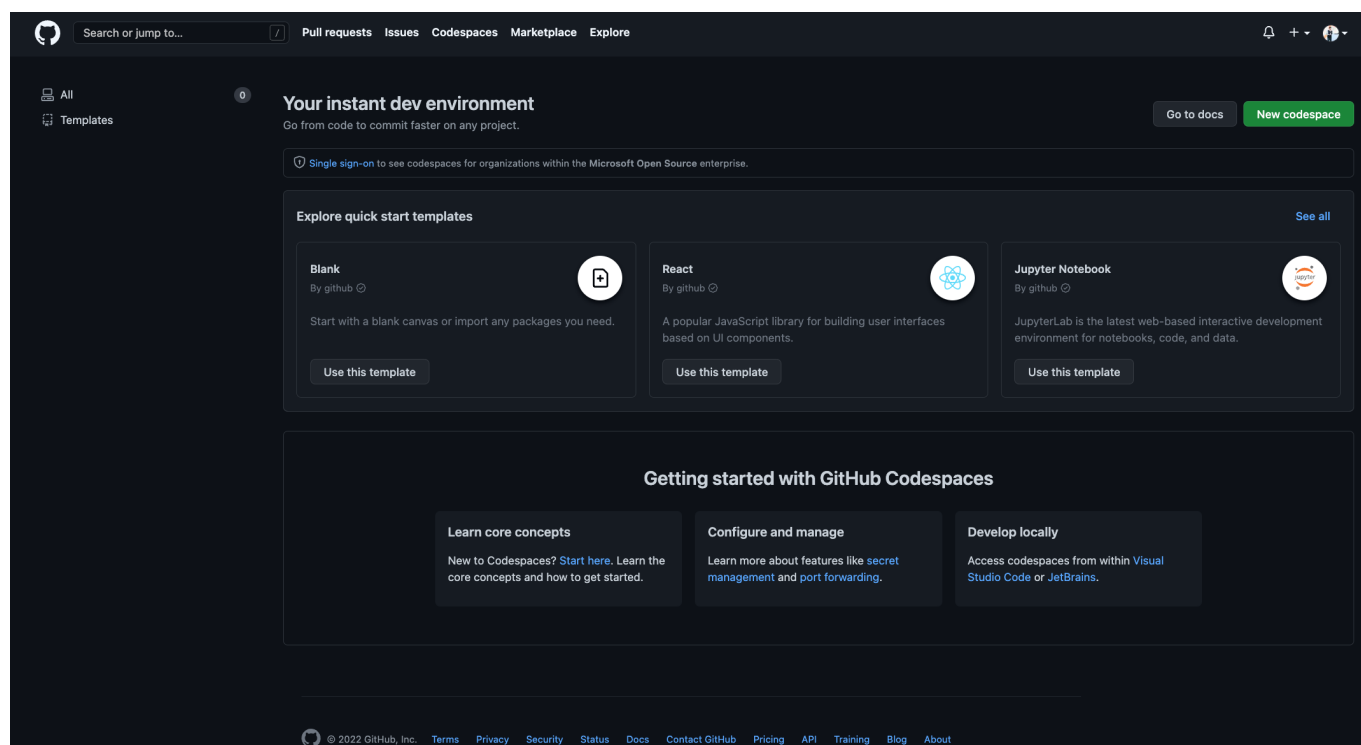 Search or jump to...
/
Pull requests Issues Codespaces Marketplace Explore
All
0
Templates
Your instant dev environment
Go from code to commit faster on any project.
Go to docs
New codespace
Single sign-on to see codespaces for organizations within the Microsoft Open Source enterprise.
Explore quick start templates
See all
Blank
By github
Start with a blank canvas or import any packages you need.
Use this template
React
By github
A popular JavaScript library for building user interfaces
based on UI components.
Use this template
Jupyter Notebook
By github
jupyter
JupyterLab is the latest web-based interactive development
environment for notebooks, code, and data.
Use this template
Getting started with GitHub Codespaces
Learn core concepts
New to Codespaces? Start here. Learn the
core concepts and how to get started.
Configure and manage
Learn more about features like secret
management and port forwarding.
Develop locally
Access codespaces from within Visual
Studio Code or JetBrains.
© 2022 GitHub, Inc. Terms Privacy Security Status Docs Contact GitHub Pricing API Training Blog About